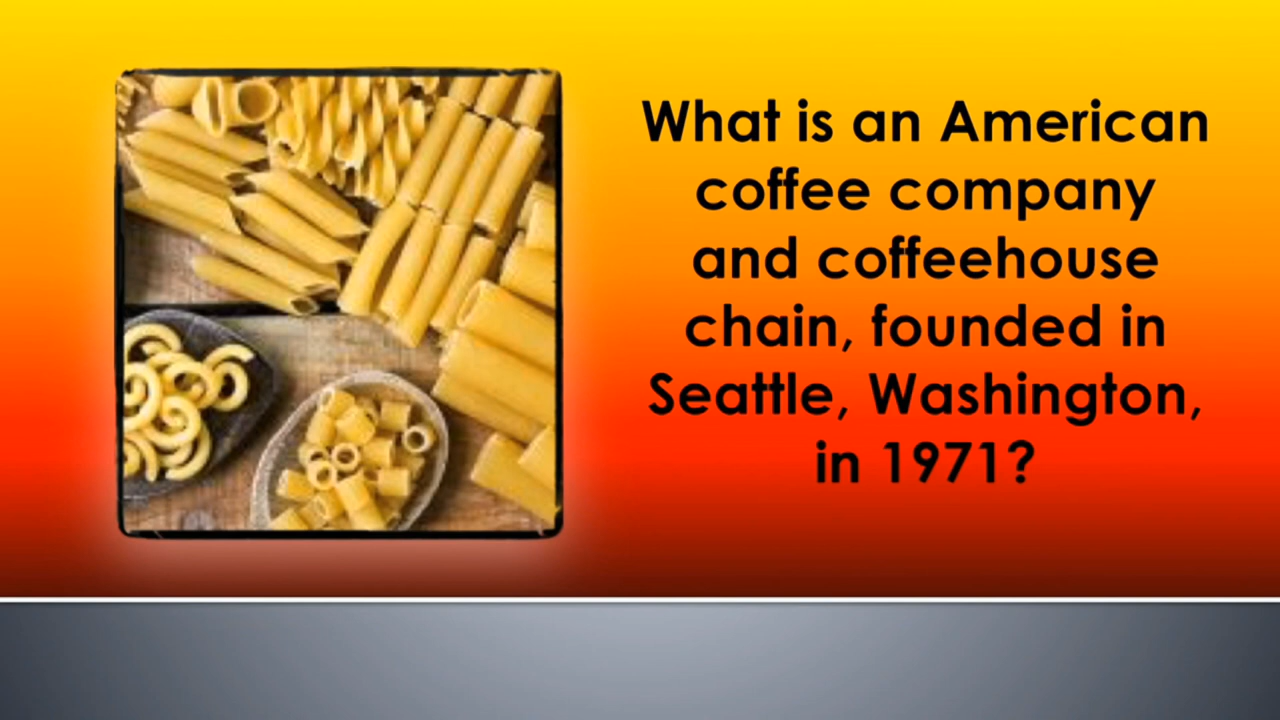 What is an American
coffee company
and coffeehouse
chain, founded in
Seattle, Washington,
in 1971?